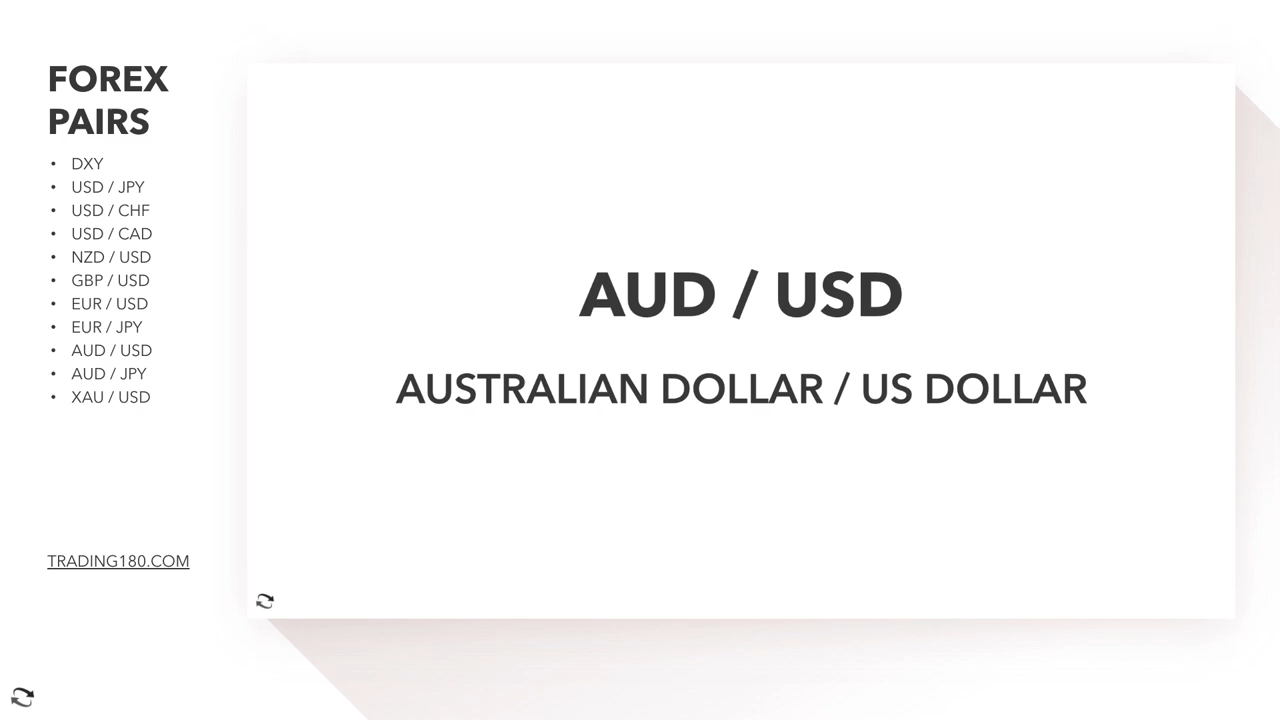 FOREX
PAIRS
• DXY
• USD / JPY
• USD / CHF
• USD / CAD
• NZD / USD
• GBP / USD
• EUR / USD
• EUR / JPY
• AUD / USD
• AUD / JPY
• XAU / USD
TRADING180.COM
AUD / USD
AUSTRALIAN DOLLAR / US DOLLAR